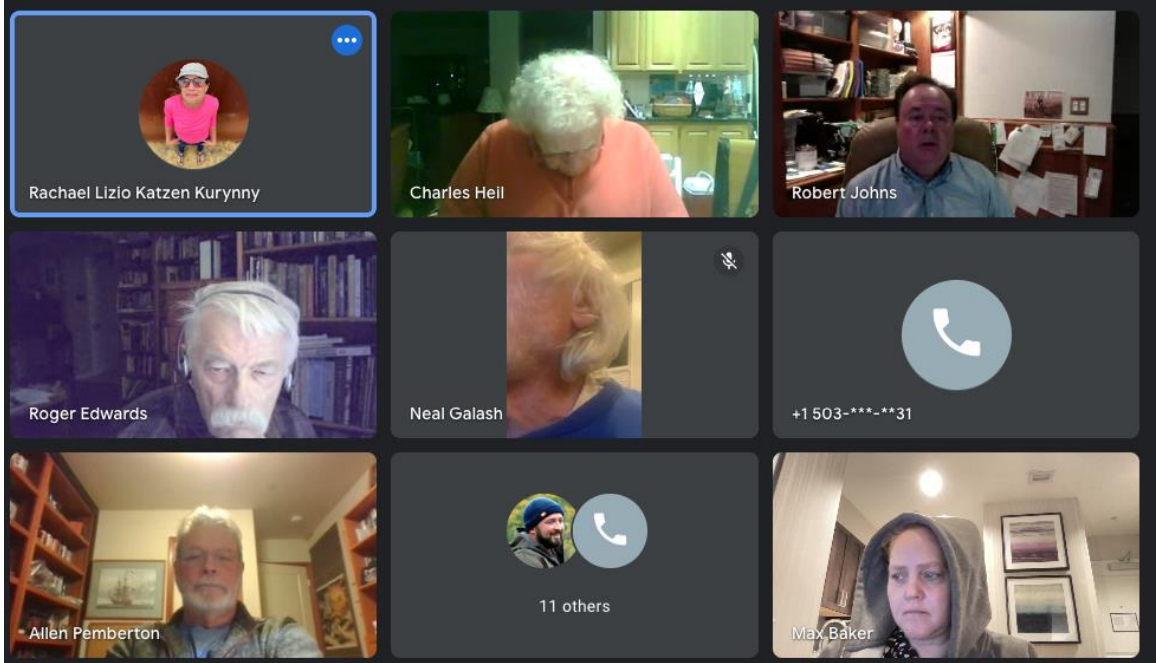 Rachael Lizio Katzen Kurynny
Charles Heil
Robert Johns
Roger Edwards
Neal Galash
+1 503-***-**31
Allen Pemberton
11 others
Max Baker